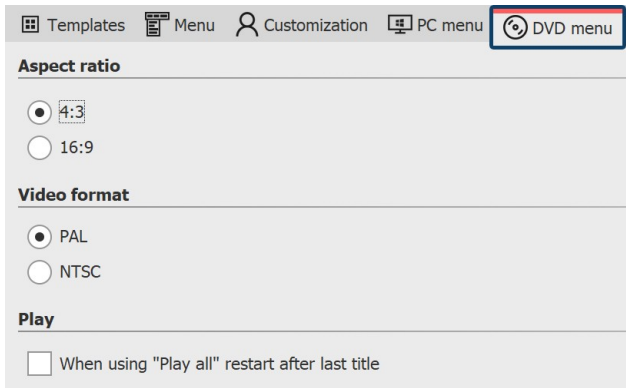 Templates Menu Customization PC menu DVD menu
Aspect ratio
4:3
16:9
Video format
PAL
NTSC
Play
When using "Play all" restart after last title